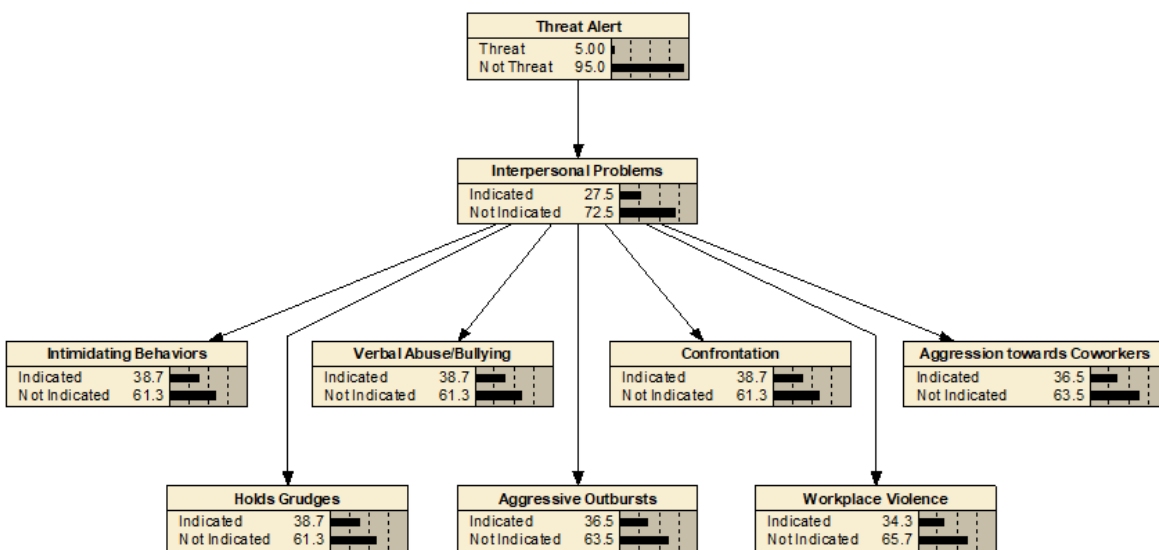 Threat Alert
Threat 5.00
Not Threat 95.0
Interpersonal Problems
Indicated 27.5
Not Indicated 72.5
Intimidating Behaviors
Indicated 38.7
Not Indicated 61.3
Verbal Abuse/Bullying
Indicated 38.7
Not Indicated 61.3
Confrontation
Indicated 38.7
Not Indicated 61.3
Aggression towards Coworkers
Indicated 36.5
Not Indicated 63.5
Holds Grudges
Indicated 38.7
Not Indicated 61.3
Aggressive Outbursts
Indicated 36.5
Not Indicated 63.5
Workplace Violence
Indicated 34.3
Not Indicated 65.7